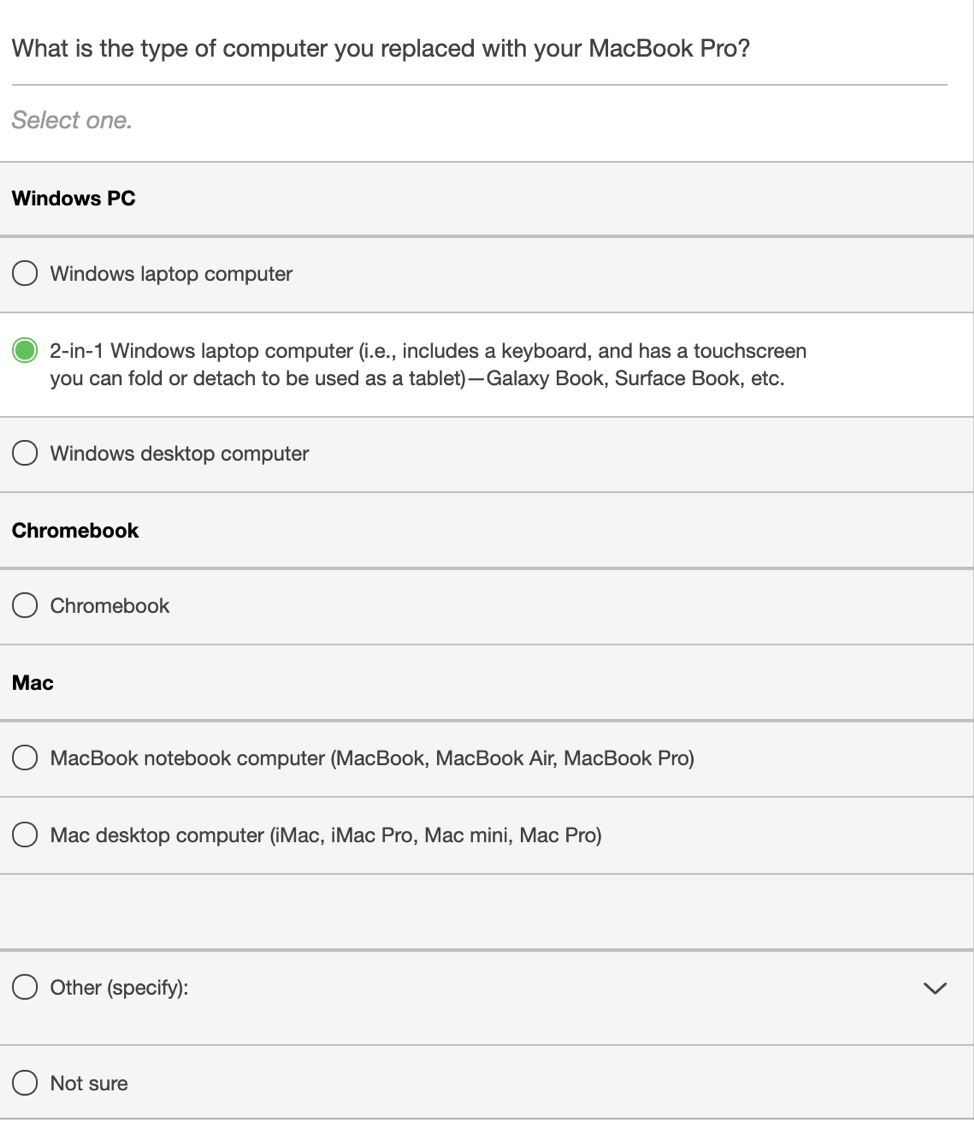 What is the type of computer you replaced with your MacBook Pro?
Select one.
Windows PC
Windows laptop computer
2-in-1 Windows laptop computer (i.e., includes a keyboard, and has a touchscreen
you can fold or detach to be used as a tablet)—Galaxy Book, Surface Book, etc.
Windows desktop computer
Chromebook
Chromebook
Mac
MacBook notebook computer (MacBook, MacBook Air, MacBook Pro)
Mac desktop computer (iMac, iMac Pro, Mac mini, Mac Pro)
Other (specify):
Not sure